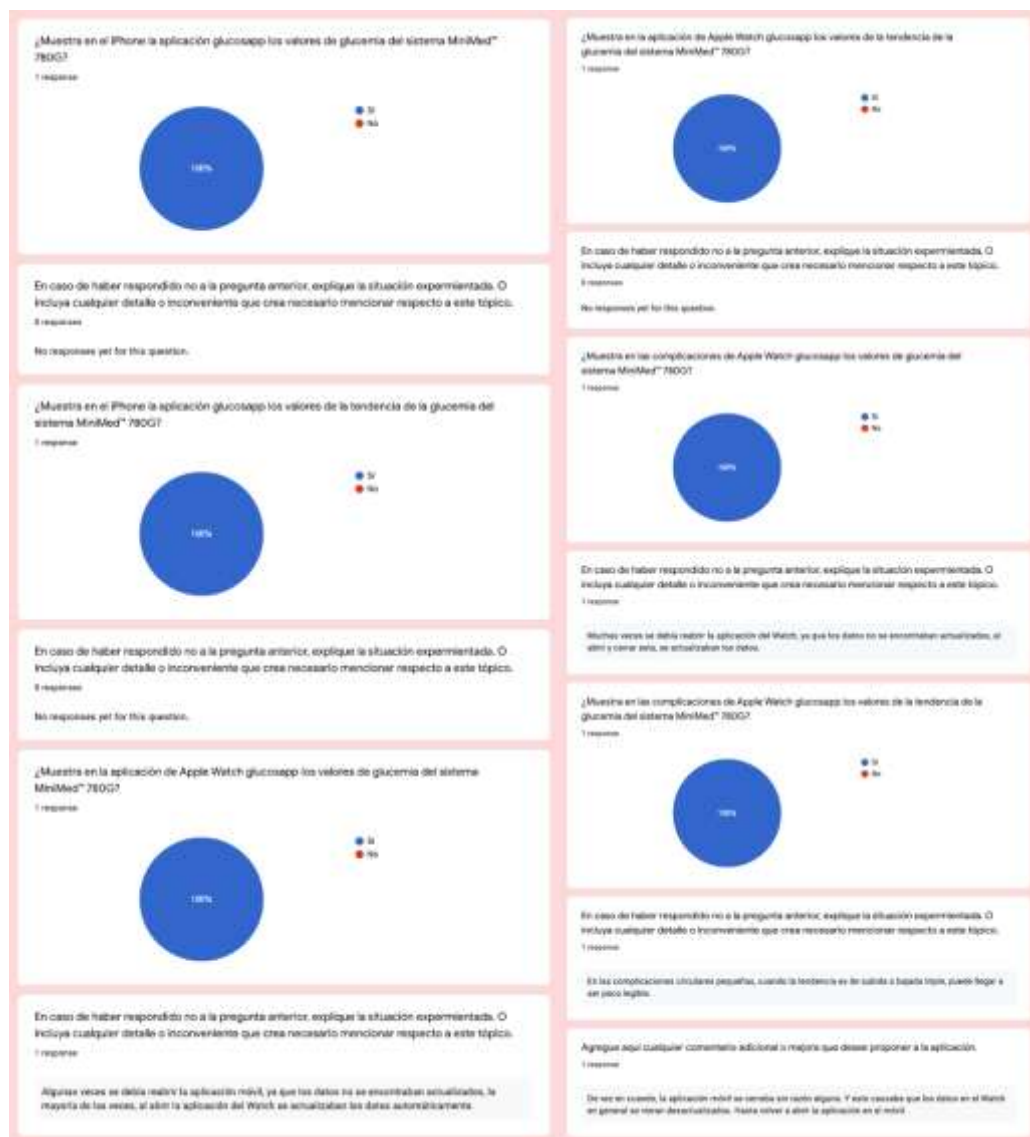 ¿Muestra en el iPhone la aplicación glucosapp los valores de glucemia del sistema MiniMed™
780G?
1 response
Sí
No
100%
En caso de haber respondido no a la pregunta anterior, explique la situación expermientada. O
incluya cualquier detalle o inconveniente que crea necesario mencionar respecto a este tópico.
0 responses
No responses yet for this question.
¿Muestra en el iPhone la aplicación glucosapp los valores de la tendencia de la glucemia del
sistema MiniMed™ 780G?
1 response
Sí
No
100%
En caso de haber respondido no a la pregunta anterior, explique la situación expermientada. O
incluya cualquier detalle o inconveniente que crea necesario mencionar respecto a este tópico.
0 responses
No responses yet for this question.
¿Muestra en la aplicación de Apple Watch glucosapp los valores de glucemia del sistema
MiniMed™ 780G?
1 response
Sí
No
100%
En caso de haber respondido no a la pregunta anterior, explique la situación expermientada. O
incluya cualquier detalle o inconveniente que crea necesario mencionar respecto a este tópico.
1 response
Algunas veces se debía reabrir la aplicación móvil, ya que los datos no se encontraban actualizados, la
mayoría de las veces, al abrir la aplicación del Watch se actualizaban los datos automáticamente.
¿Muestra en la aplicación de Apple Watch glucosapp los valores de la tendencia de la
glucemia del sistema MiniMed™ 780G?
1 response
Sí
No
100%
En caso de haber respondido no a la pregunta anterior, explique la situación expermientada. O
incluya cualquier detalle o inconveniente que crea necesario mencionar respecto a este tópico.
0 responses
No responses yet for this question.
¿Muestra en las complicaciones de Apple Watch glucosapp los valores de glucemia del
sistema MiniMed™ 780G?
1 response
Sí
No
100%
En caso de haber respondido no a la pregunta anterior, explique la situación expermientada. O
incluya cualquier detalle o inconveniente que crea necesario mencionar respecto a este tópico.
1 response
Muchas veces se debía reabrir la aplicación del Watch, ya que los datos no se encontraban actualizados, al
abrir y cerrar esta, se actualizaban los datos.
¿Muestra en las complicaciones de Apple Watch glucosapp los valores de la tendencia de la
glucemia del sistema MiniMed™ 780G?
1 response
Sí
No
100%
En caso de haber respondido no a la pregunta anterior, explique la situación expermientada. O
incluya cualquier detalle o inconveniente que crea necesario mencionar respecto a este tópico.
1 response
En las complicaciones circulares pequeñas, cuando la tendencia es de subida o bajada triple, puede llegar a
ser poco legible.
Agregue aquí cualquier comentario adicional o mejora que desee proponer a la aplicación.
1 response
De vez en cuando, la aplicación móvil se cerraba sin razón alguna. Y esto causaba que los datos en el Watch
en general se vieran desactualizados. Hasta volver a abrir la aplicación en el móvil.